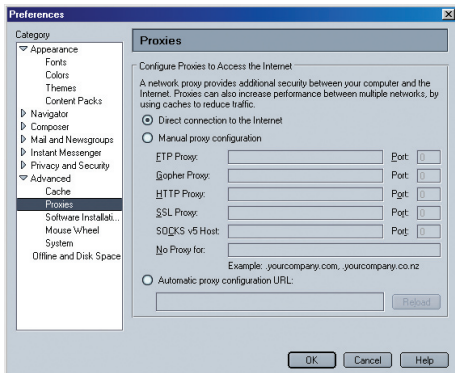 Preferences
Category
Appearance
Fonts
Colors
Themes
Content Packs
Navigator
Composer
Mail and Newsgroups
Instant Messenger
Privacy and Security
Advanced
Cache
Proxies
Software Installati...
Mouse Wheel
System
Offline and Disk Space
Proxies
Configure Proxies to Access the Internet
A network proxy provides additional security between your computer and the
Internet. Proxies can also increase performance between multiple networks, by
using caches to reduce traffic.
Direct connection to the Internet
Manual proxy configuration
FTP Proxy: Port: 0
Gopher Proxy: Port: 0
HTTP Proxy: Port: 0
SSL Proxy: Port: 0
SOCKS v5 Host: Port: 0
No Proxy for:
Example: .yourcompany.com, .yourcompany.co.nz
Automatic proxy configuration URL:
Reload
OK Cancel Help